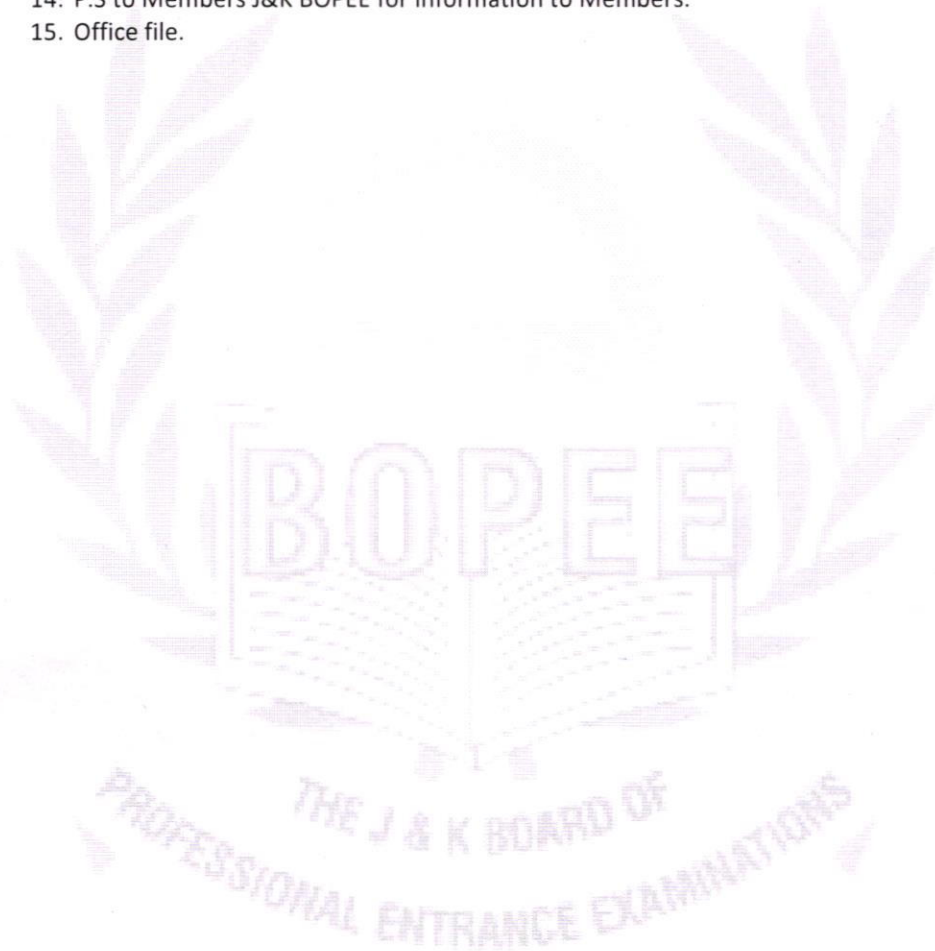 14. P.S to Members J&K BOPEE for information to Members.
15. Office file.
BOPEE
THE J & K BOARD OF
PROFESSIONAL ENTRANCE EXAMINATIONS